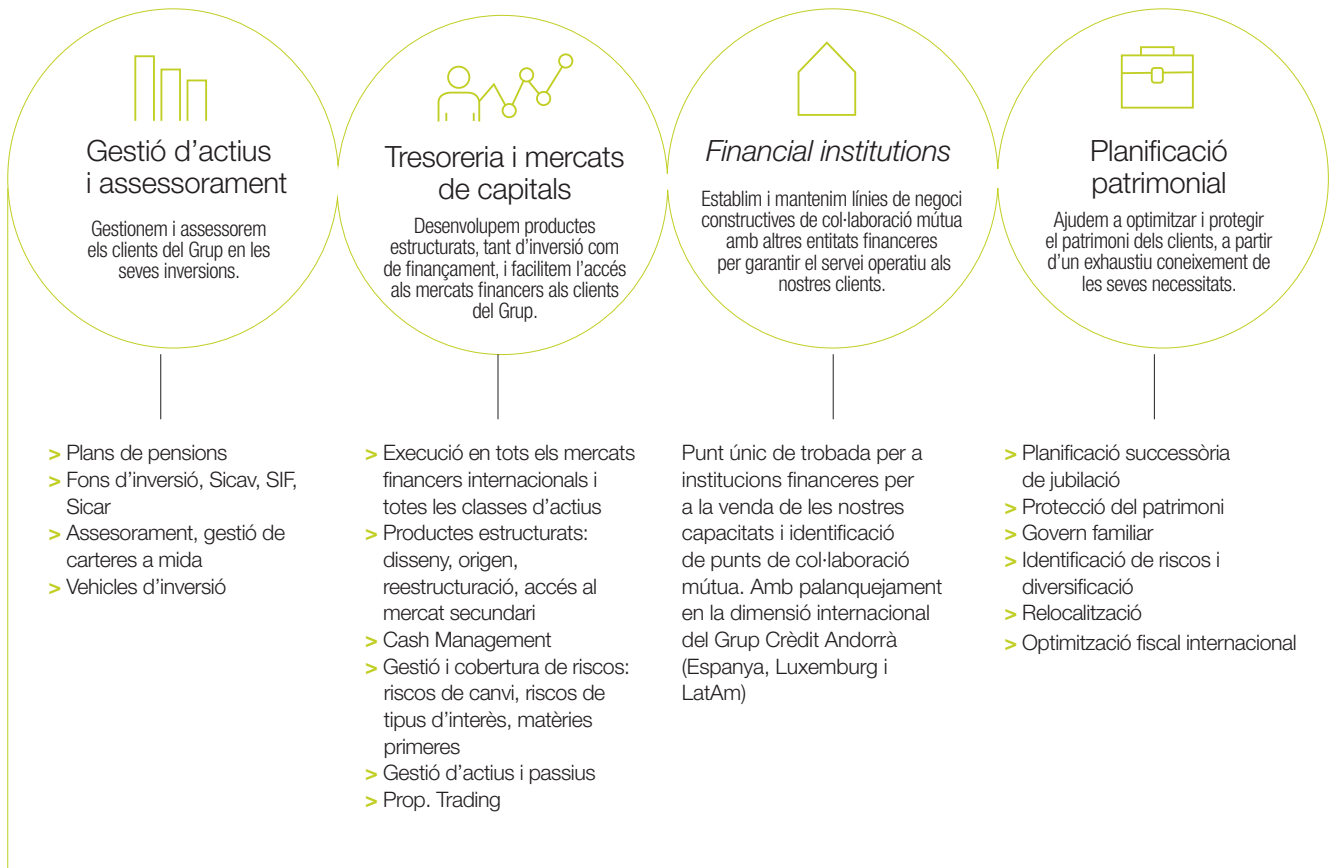 Gestió d’actius
i assessorament
Gestionem i assessorem
els clients del Grup en les
seves inversions.
> Plans de pensions
> Fons d’inversió, Sicav, SIF,
Sicar
> Assesorament, gestió de
carteres a mida
> Vehicles d’inversió
Tresoreria i mercats
de capitals
Desenvolupem productes
estructurats, tant d’inversió com
de finançament, i facilitem l’accés
als mercats financers als clients
del Grup.
> Execució en tots els mercats
financers internacionals i
totes les classes d’actius
> Productes estructurats:
disseny, origen,
reestructuració, accés al
mercat secundari
> Cash Management
> Gestió i cobertura de riscos:
riscos de canvi, riscos de
tipus d’interès, matèries
primeres
> Gestió d’actius i passius
> Prop. Trading
Financial institutions
Establim i mantenim línies de negoci
constructives de col·laboració mútua
amb altres entitats financeres
per garantir el servei operatiu als
nostres clients.
Punt únic de trobada per a
institucions financeres per
a la venda de les nostres
capacitats i identificació
de punts de col·laboració
mútua. Amb palanquejament
en la dimensió internacional
del Grup Crèdit Andorrà
(Espanya, Luxemburg i
LatAm)
Planificació
patrimonial
Ajudem a optimitzar i protegir
el patrimoni dels clients, a partir
d’un exhaustiu coneixement de
les seves necessitats.
> Planificació successòria
de jubilació
> Protecció del patrimoni
> Govern familiar
> Identificació de riscos i
diversificació
> Relocalització
> Optimització fiscal internacional